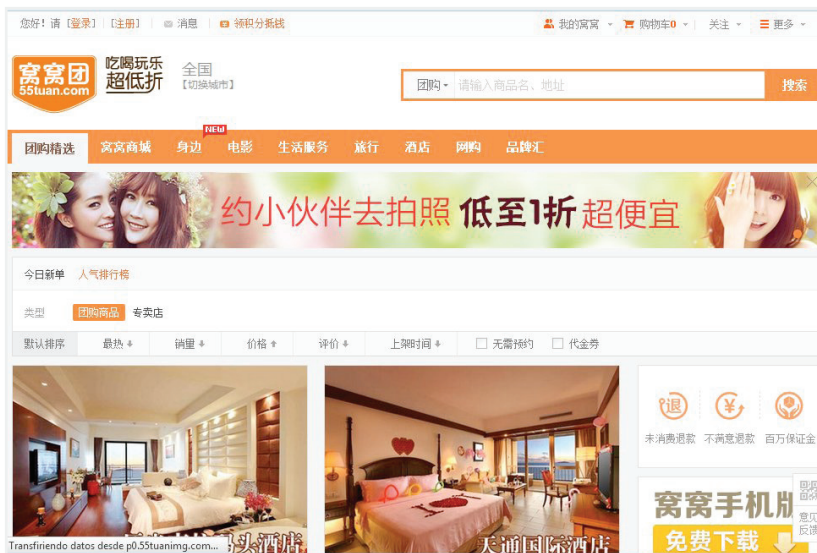 您好！请 [登录] [注册] 消息 领积分抵钱 我的窝窝 购物车0 关注 更多
窝窝团
55tuan.com
吃喝玩乐
超低折
全国
【切换城市】
团购 请输入商品名、地址 搜索
NEW
团购精选 窝窝商城 身边 电影 生活服务 旅行 酒店 网购 品牌汇
约小伙伴去拍照 低至1折 超便宜
今日新单 人气排行榜
类型 团购商品 专卖店
默认排序 最热 销量 价格 评价 上架时间 无需预约 代金券
未消费退款 不满意退款 百万保证金
窝窝手机版
免费下载
意见
反馈
头酒店
天通国际酒店
Transfiriendo datos desde p0.55tuanimg.com...